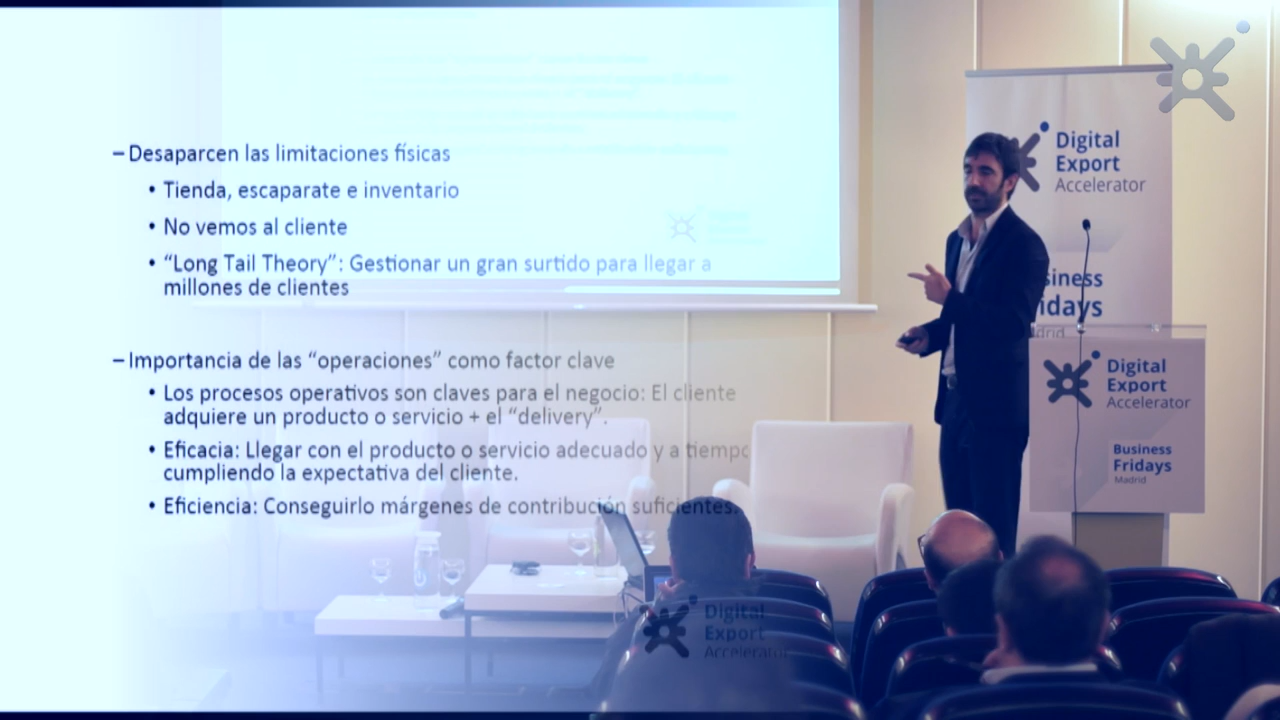 – Desaparcen las limitaciones físicas
• Tienda, escaparate e inventario
• No vemos al cliente
• “Long Tail Theory”: Gestionar un gran surtido para llegar a
millones de clientes
– Importancia de las “operaciones” como factor clave
• Los procesos operativos son claves para el negocio: El cliente
adquiere un producto o servicio + el “delivery”.
• Eficacia: Llegar con el producto o servicio adecuado y a tiempo
cumpliendo la expectativa del cliente.
• Eficiencia: Conseguirlo márgenes de contribución suficientes.
Digital
Export
Accelerator
Fridays
Madrid
Digital
Export
Accelerator
Business
Fridays
Madrid
Digital
Export
Accelerator